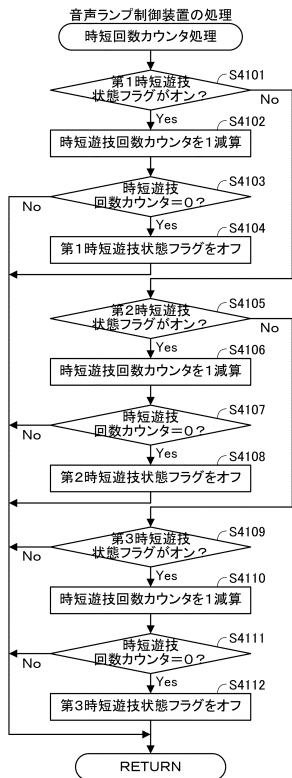 音声ランプ制御装置の処理
時短回数カウンタ処理
第1時短遊技
状態フラグがオン?
S4101
No
Yes
S4102
時短遊技回数カウンタを1減算
S4103
時短遊技
回数カウンタ=0?
No
Yes
S4104
第1時短遊技状態フラグをオフ
S4105
第2時短遊技
状態フラグがオン?
No
Yes
S4106
時短遊技回数カウンタを1減算
S4107
時短遊技
回数カウンタ=0?
No
Yes
S4108
第2時短遊技状態フラグをオフ
S4109
第3時短遊技
状態フラグがオン?
No
Yes
S4110
時短遊技回数カウンタを1減算
S4111
時短遊技
回数カウンタ=0?
No
Yes
S4112
第3時短遊技状態フラグをオフ
RETURN